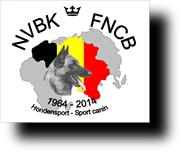 NVBK FNCB
1964 - 2014
Hondensport - Sport canin